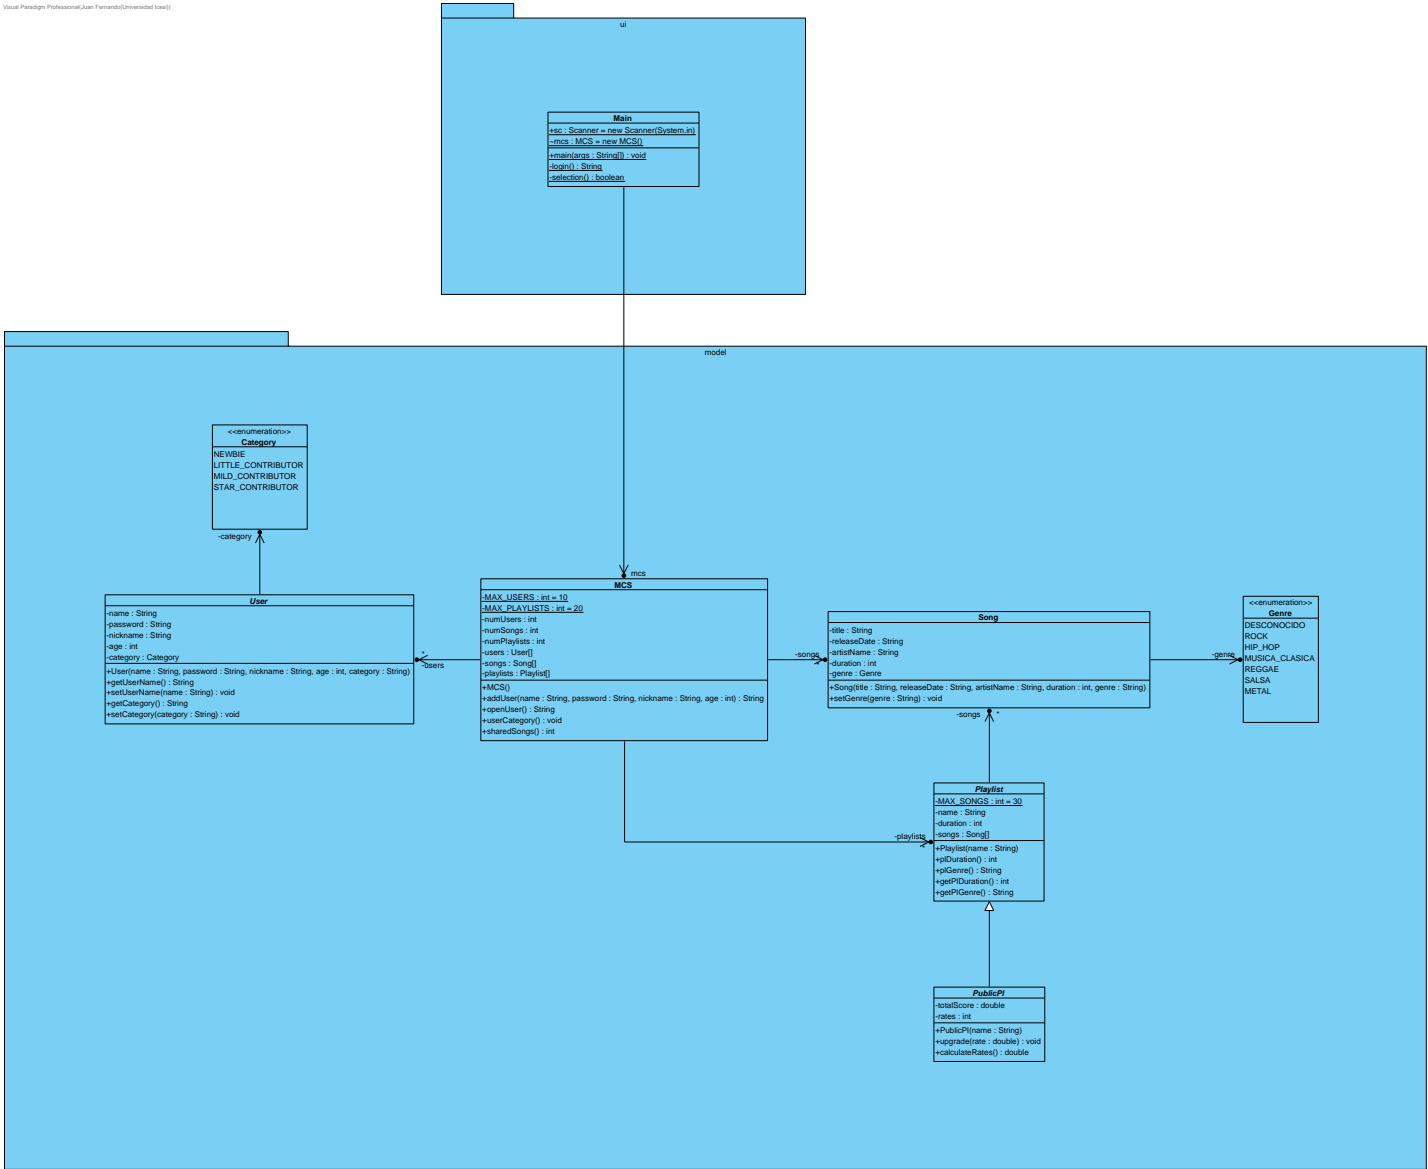 Visual Paradigm Professional(Juan Fernando(Universidad Icesi))
ui
Main
+sc : Scanner = new Scanner(System.in)
~mcs : MCS = new MCS()
+main(args : String[]) : void
-login() : String
-selection() : boolean
model
<<enumeration>>
Category
NEWBIE
LITTLE_CONTRIBUTOR
MILD_CONTRIBUTOR
STAR_CONTRIBUTOR
-category
mcs
User
-name : String
-password : String
-nickname : String
-age : int
-category : Category
+User(name : String, password : String, nickname : String, age : int, category : String)
+getUserName() : String
+setUserName(name : String) : void
+getCategory() : String
+setCategory(category : String) : void
*
-users
MCS
-MAX_USERS : int = 10
-MAX_PLAYLISTS : int = 20
-numUsers : int
-numSongs : int
-numPlaylists : int
-users : User[]
-songs : Song[]
-playlists : Playlist[]
+MCS()
+addUser(name : String, password : String, nickname : String, age : int) : String
+openUser() : String
+userCategory() : void
+sharedSongs() : int
-songs
*
Song
-title : String
-releaseDate : String
-artistName : String
-duration : int
-genre : Genre
+Song(title : String, releaseDate : String, artistName : String, duration : int, genre : String)
+setGenre(genre : String) : void
-genre
<<enumeration>>
Genre
DESCONOCIDO
ROCK
HIP_HOP
MUSICA_CLASICA
REGGAE
SALSA
METAL
-songs *
-playlists
*
Playlist
-MAX_SONGS : int = 30
-name : String
-duration : int
-songs : Song[]
+Playlist(name : String)
+plDuration() : int
+plGenre() : String
+getPlDuration() : int
+getPlGenre() : String
PublicPl
-totalScore : double
-rates : int
+PublicPl(name : String)
+upgrade(rate : double) : void
+calculateRates() : double